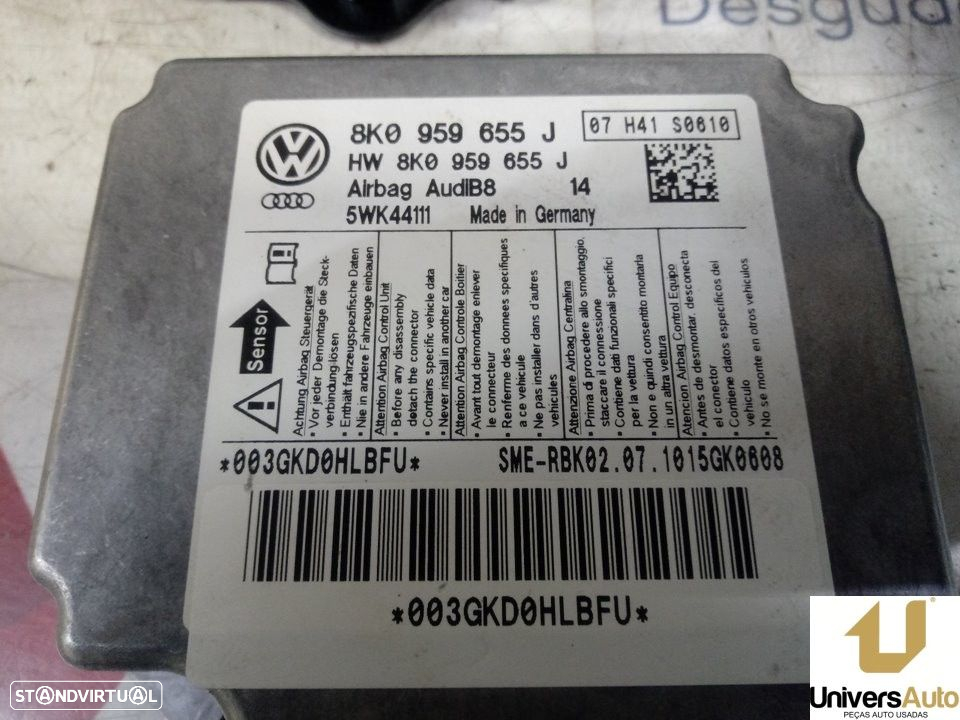 Desgua
8K0 959 655 J
07 H41 S0610
HW 8K0 959 655 J
Airbag AudiB8 14
5WK44111 Made in Germany
Sensor
Achtung Airbag Steuergerät
• Vor jeder Demontage die Steck-
verbindung lösen
• Enthält fahrzeugspezifische Daten
• Nie in andere Fahrzeuge einbauen
Attention Airbag Control Unit
• Before any disassembly
detach the connector
• Contains specific vehicle data
• Never install in another car
Attention Airbag Controle Boitier
• Avant tout demontage enlever
le connecteur
• Renferme des donnees specifiques
a ce vehicule
• Ne pas installer dans d'autres
vehicules
Attenzione Airbag Centralina
• Prima di procedere allo smontaggio,
staccare il connessione
• Contiene dati funzionali specifici
per la vettura
• Non e quindi consentito montarla
in un altra vettura
Atencion Airbag Control Equipo
• Antes de desmontar, desconecta
el conector
• Contiene datos especificos del
vehiculo
• No se monte en otros vehiculos
*003GKD0HLBFU* SME-RBK02.07.1015GK0608
*003GKD0HLBFU*
STANDVIRTUAL
UniversAuto
PEÇAS AUTO USADAS